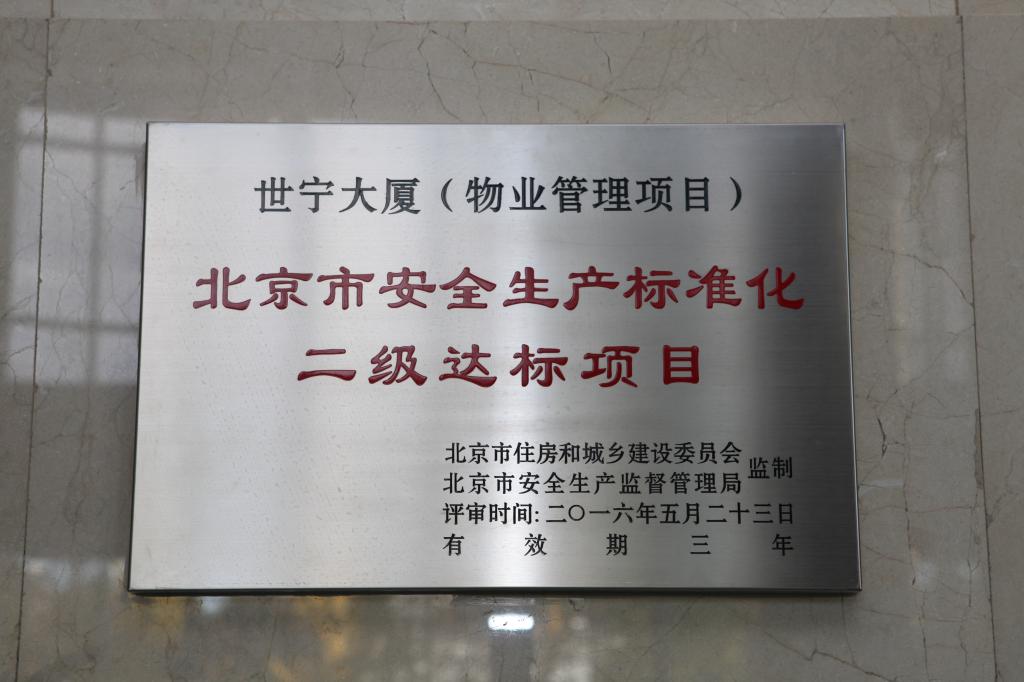 世宁大厦（物业管理项目）
北京市安全生产标准化
二级达标项目
北京市住房和城乡建设委员会
北京市安全生产监督管理局 监制
评审时间:二〇一六年五月二十三日
有效期三年